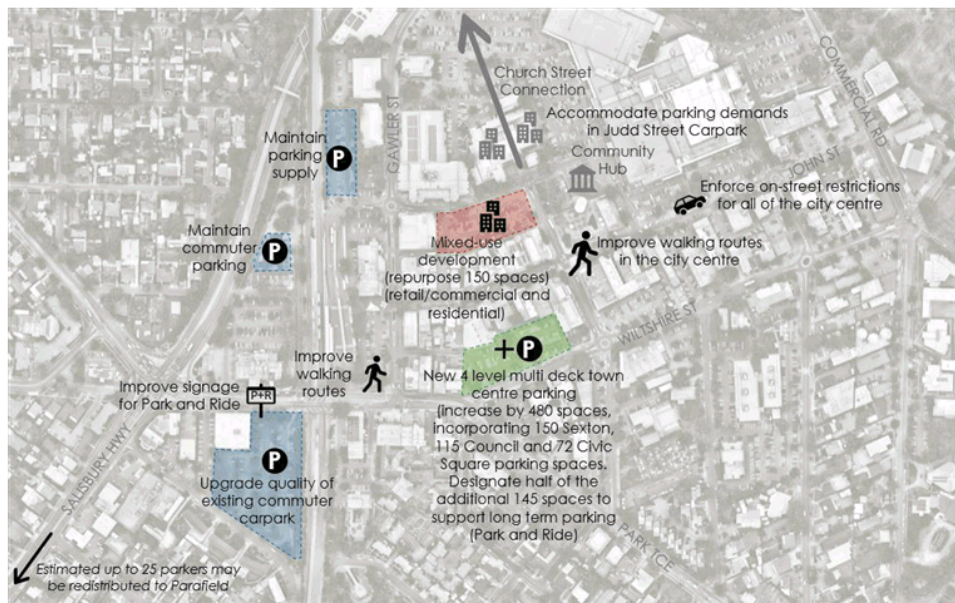 COMMERCIAL RD
Church Street
Connection
GAWLER ST
Accommodate parking demands
in Judd Street Carpark
Maintain
parking
supply
P
Community
Hub
JOHN ST
Enforce on-street restrictions
for all of the city centre
Maintain
commuter
parking
P
Mixed-use
development
(repurpose 150 spaces)
(retail/commercial and
residential)
Improve walking routes
in the city centre
WILTSHIRE ST
+P
Improve
walking
routes
New 4 level multi deck town
centre parking
(increase by 480 spaces,
incorporating 150 Sexton,
115 Council and 72 Civic
Square parking spaces.
Designate half of the
additional 145 spaces to
support long term parking
(Park and Ride)
Improve signage
for Park and Ride
P+R
SALISBURY HWY
P
Upgrade quality of
existing commuter
carpark
PARK TCE
Estimated up to 25 parkers may
be redistributed to Parafield